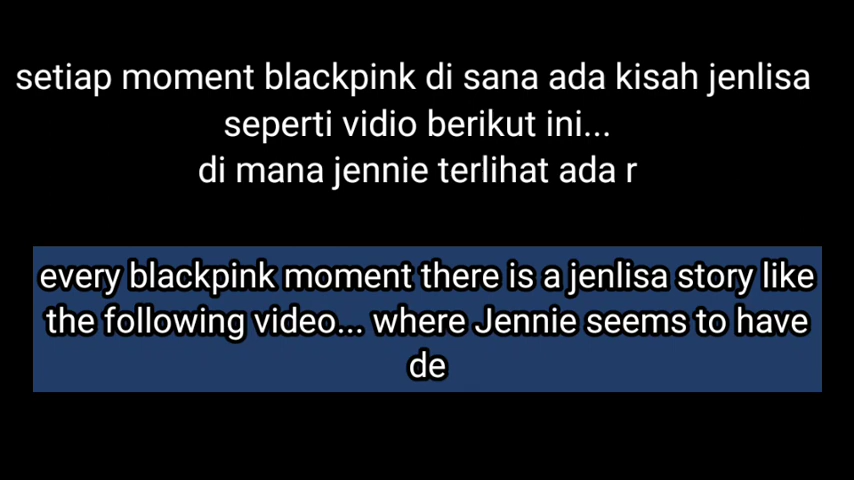 setiap moment blackpink di sana ada kisah jenlisa
seperti vidio berikut ini...
di mana jennie terlihat ada r
every blackpink moment there is a jenlisa story like
the following video... where Jennie seems to have
de